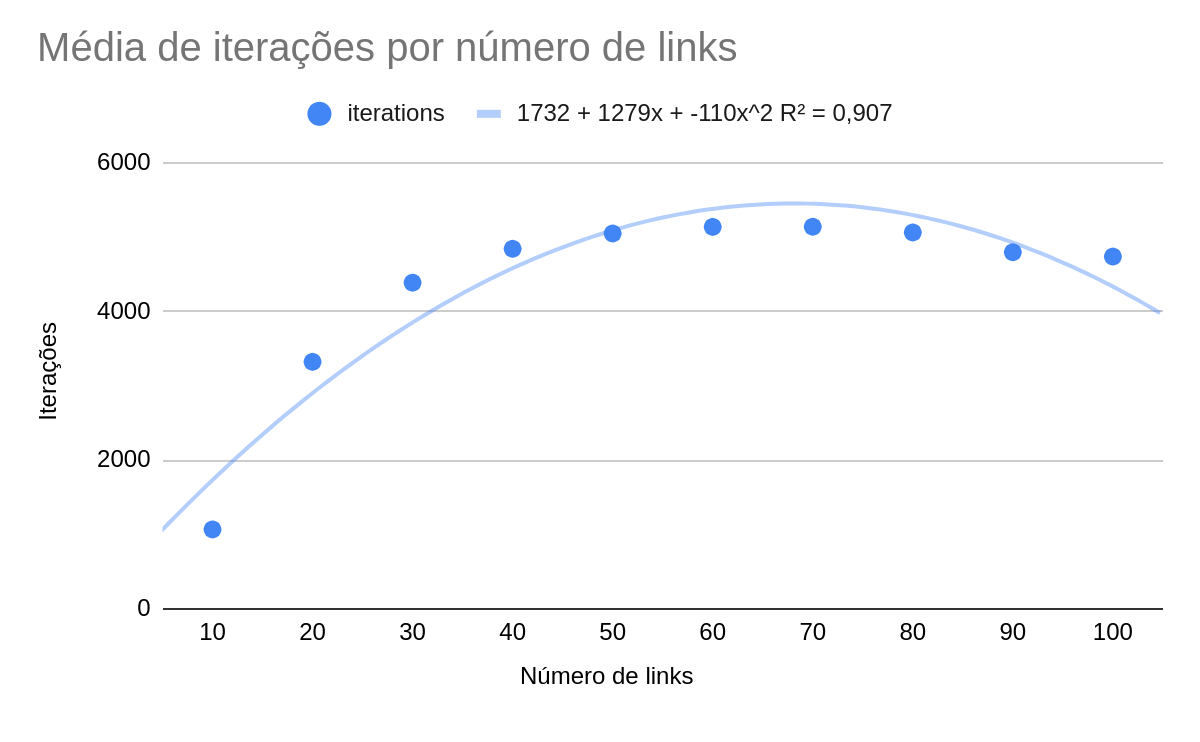 Média de iterações por número de links
iterations
1732 + 1279x + -110x^2 R² = 0,907
6000
4000
2000
0
Iterações
10 20 30 40 50 60 70 80 90 100
Número de links